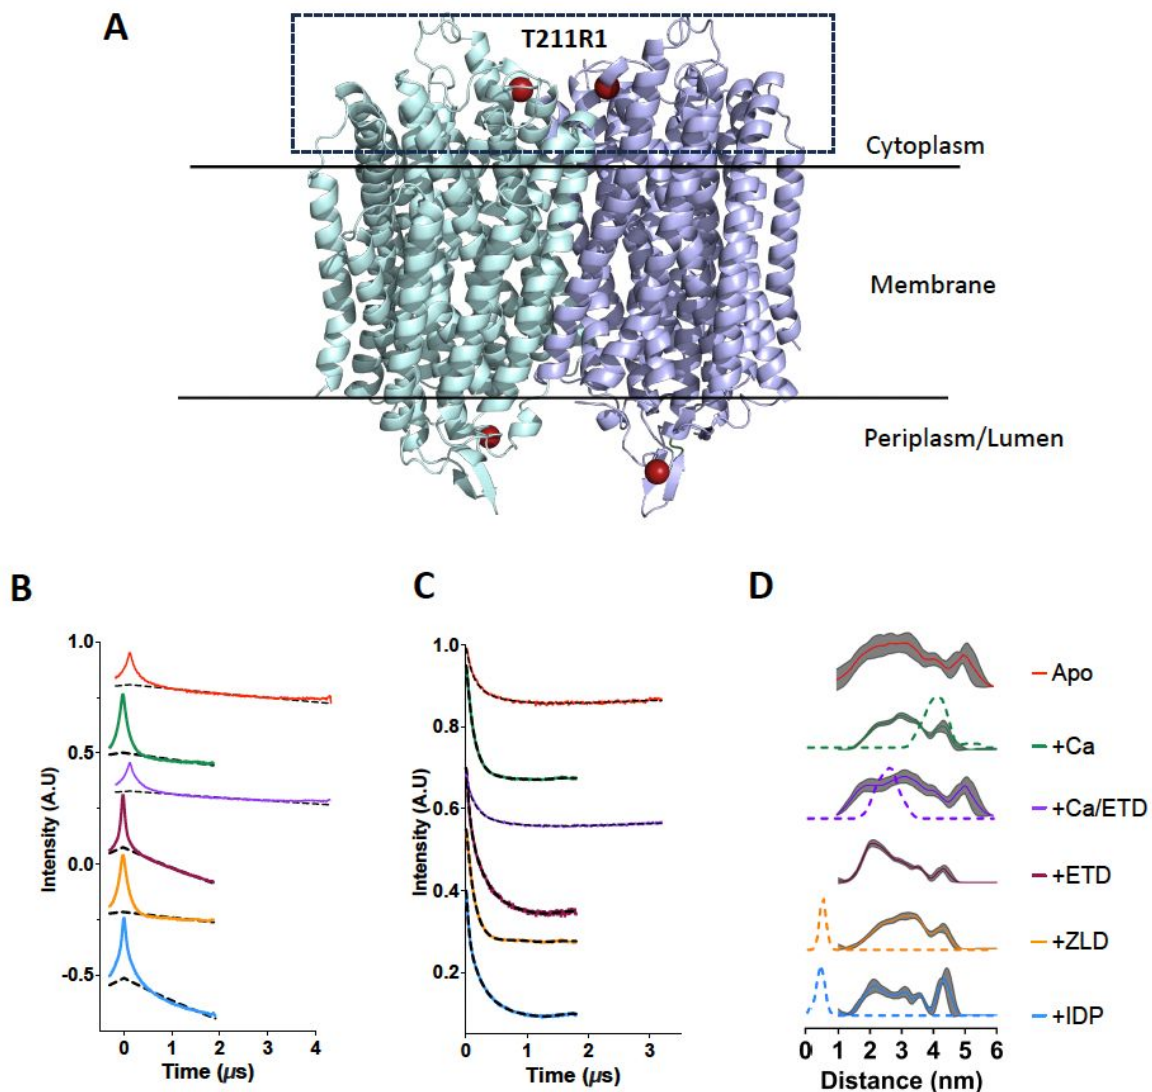 A
T211R1
Cytoplasm
Membrane
Periplasm/Lumen
B
C
D
1.0
0.5
0.0
-0.5
Intensity (A.U)
0 1 2 3 4
Time (µs)
1.0
0.8
0.6
0.4
0.2
Intensity (A.U)
0 1 2 3
Time (µs)
Apo
+Ca
+Ca/ETD
+ETD
+ZLD
+IDP
0 1 2 3 4 5 6
Distance (nm)